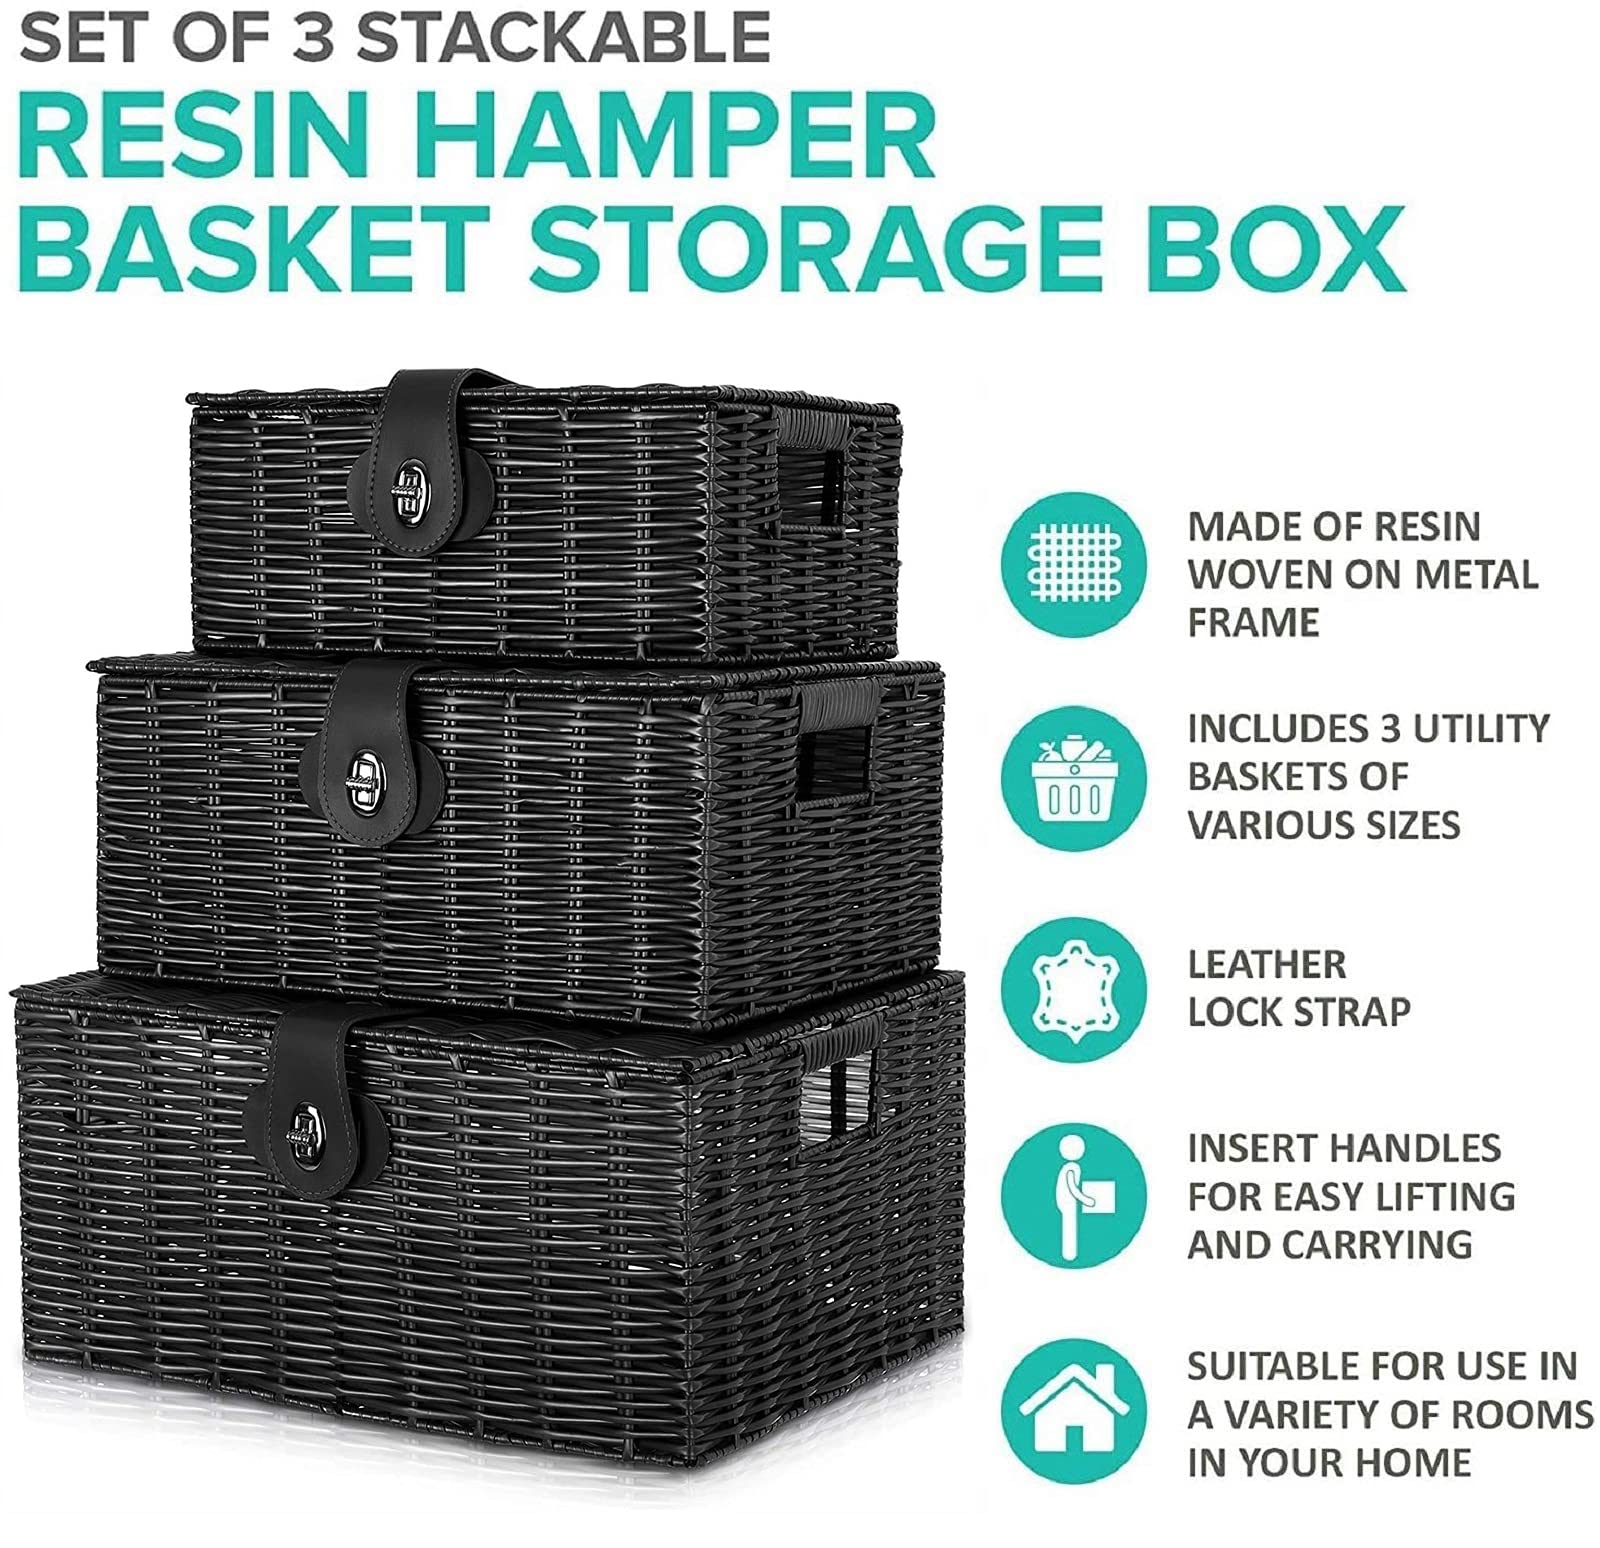 SET OF 3 STACKABLE
RESIN HAMPER
BASKET STORAGE BOX
MADE OF RESIN
WOVEN ON METAL
FRAME
INCLUDES 3 UTILITY
BASKETS OF
VARIOUS SIZES
LEATHER
LOCK STRAP
INSERT HANDLES
FOR EASY LIFTING
AND CARRYING
SUITABLE FOR USE IN
A VARIETY OF ROOMS
IN YOUR HOME